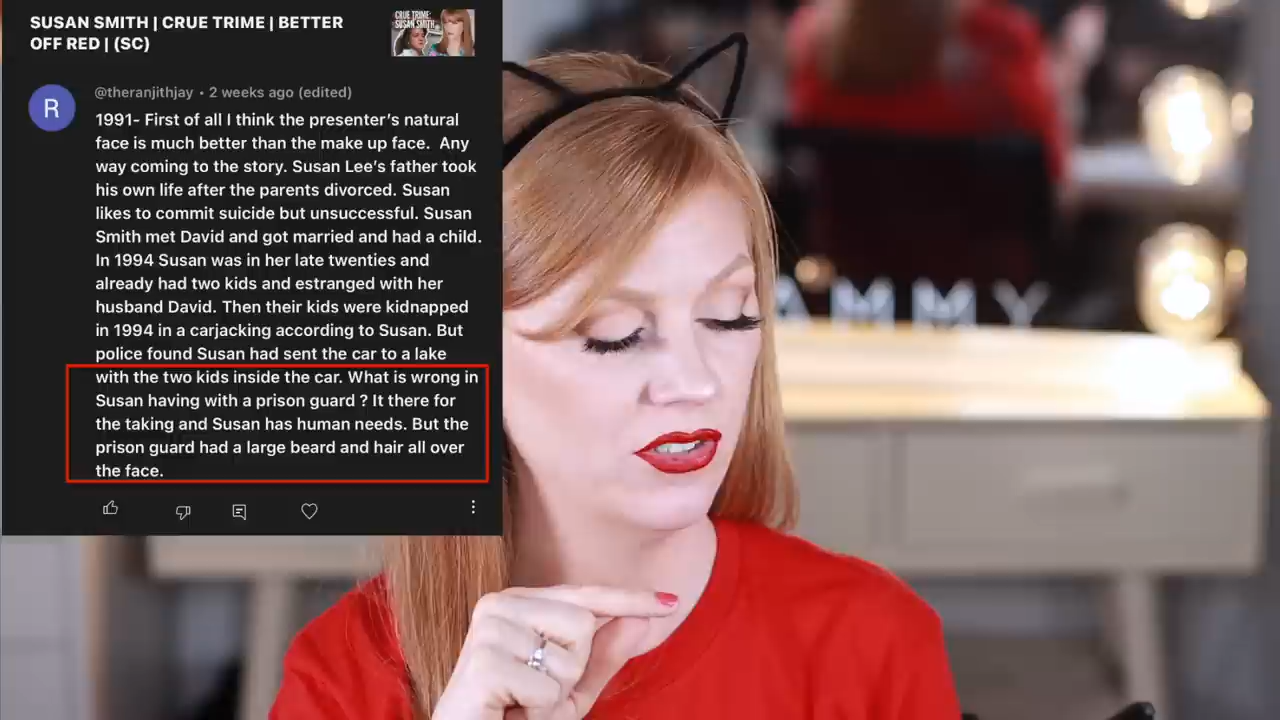 SUSAN SMITH | CRUE TRIME | BETTER
OFF RED | (SC)
CRUE TRIME:
SUSAN SMITH
R
@theranjithjay • 2 weeks ago (edited)
1991- First of all I think the presenter's natural
face is much better than the make up face.  Any
way coming to the story. Susan Lee's father took
his own life after the parents divorced. Susan
likes to commit suicide but unsuccessful. Susan
Smith met David and got married and had a child.
In 1994 Susan was in her late twenties and
already had two kids and estranged with her
husband David. Then their kids were kidnapped
in 1994 in a carjacking according to Susan. But
police found Susan had sent the car to a lake
with the two kids inside the car. What is wrong in
Susan having with a prison guard ? It there for
the taking and Susan has human needs. But the
prison guard had a large beard and hair all over
the face.
AMMY